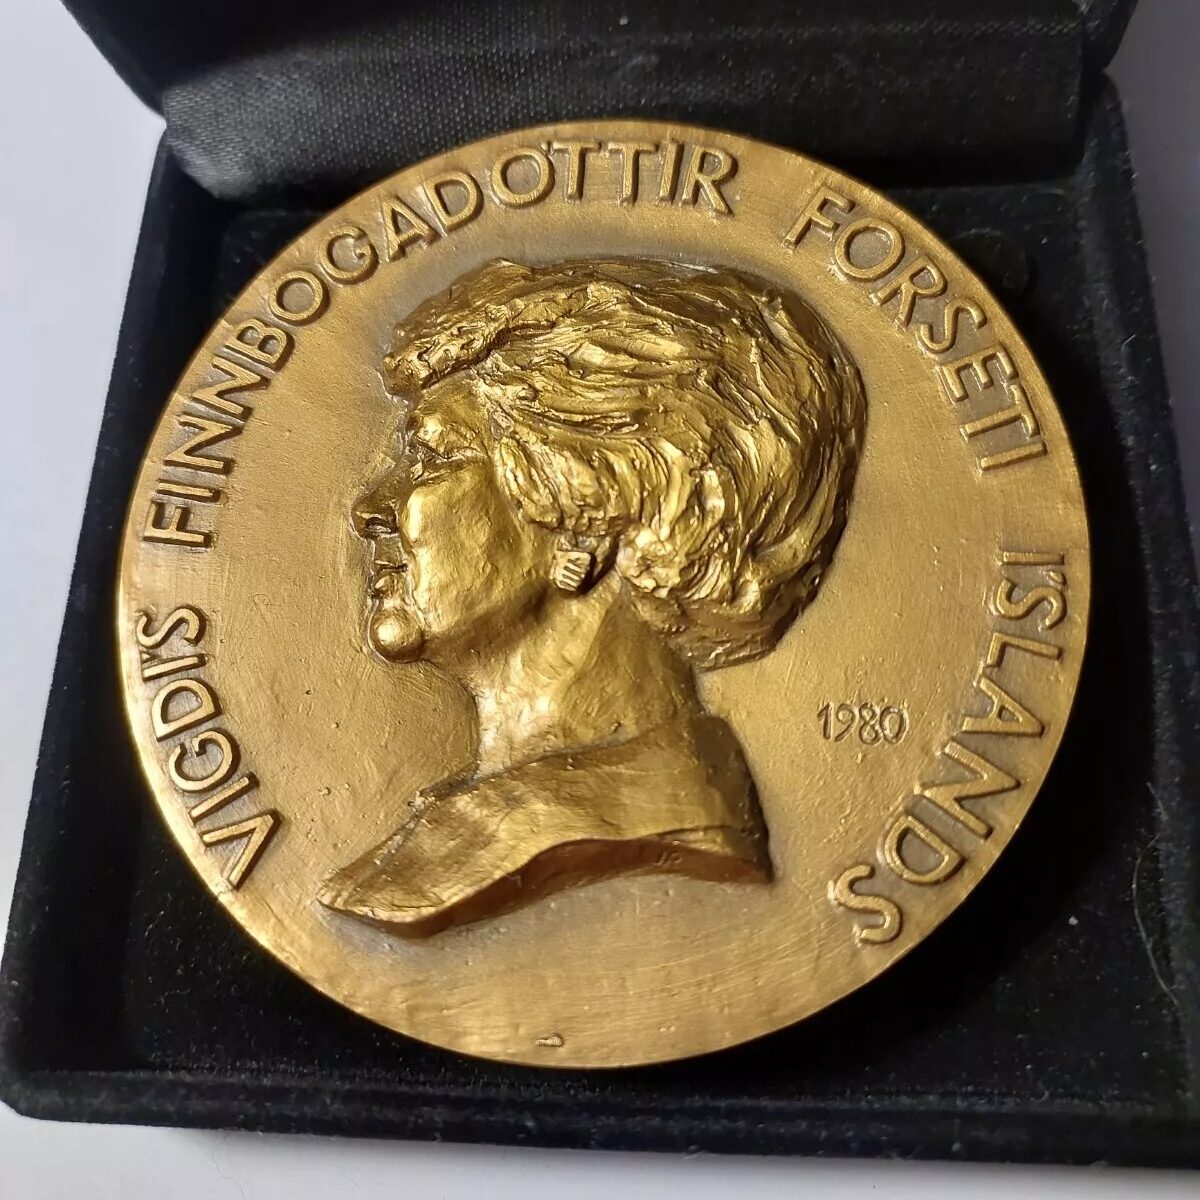 VIGDÍS FINNBOGADÓTTIR FORSETI ÍSLANDS
1980